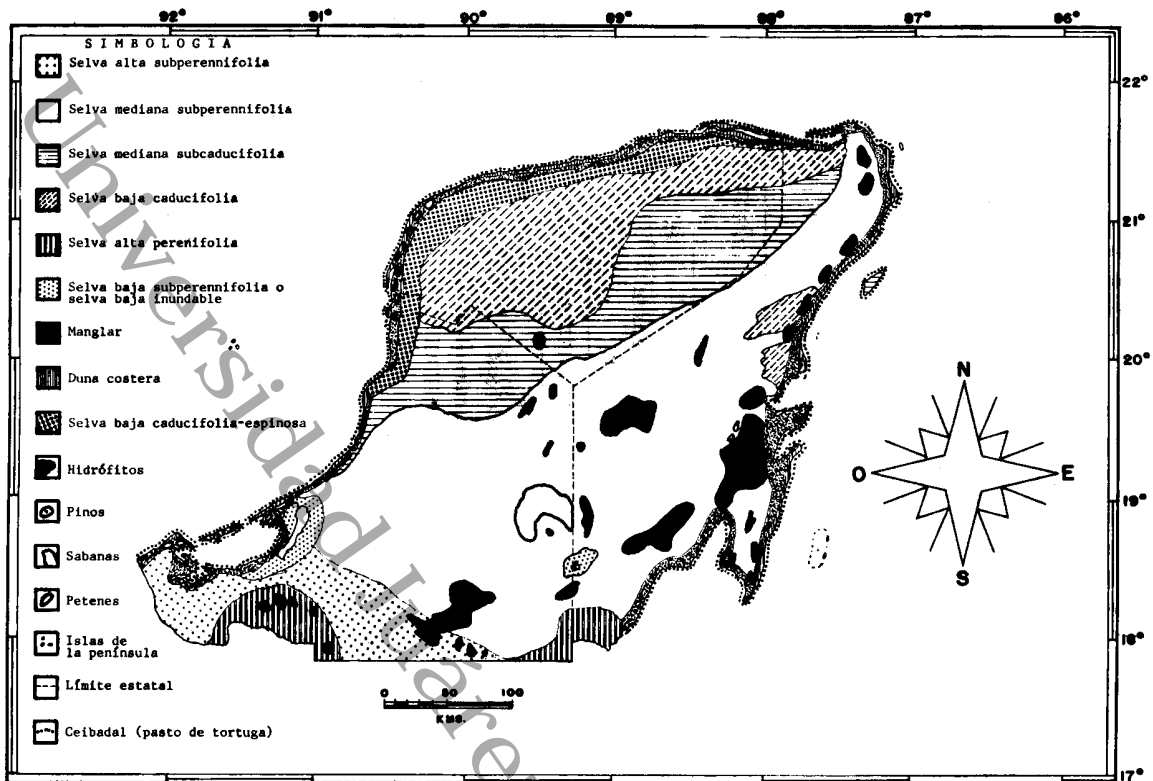 92° 91° 90° 89° 88° 87° 86°
SIMBOLOGIA
Selva alta subperennifolia
Selva mediana subperennifolia
Selva mediana subcaducifolia
Selva baja caducifolia
Selva alta perenifolia
Selva baja subperennifolia o
selva baja inundable
Manglar
Duna costera
Selva baja caducifolia-espinosa
Hidrófitos
Pinos
Sabanas
Petenes
Islas de
la península
Límite estatal
Ceibadal (pasto de tortuga)
22°
21°
20°
19°
18°
17°
N
O E
S
0 50 100
KMS.
Universidad Juárez